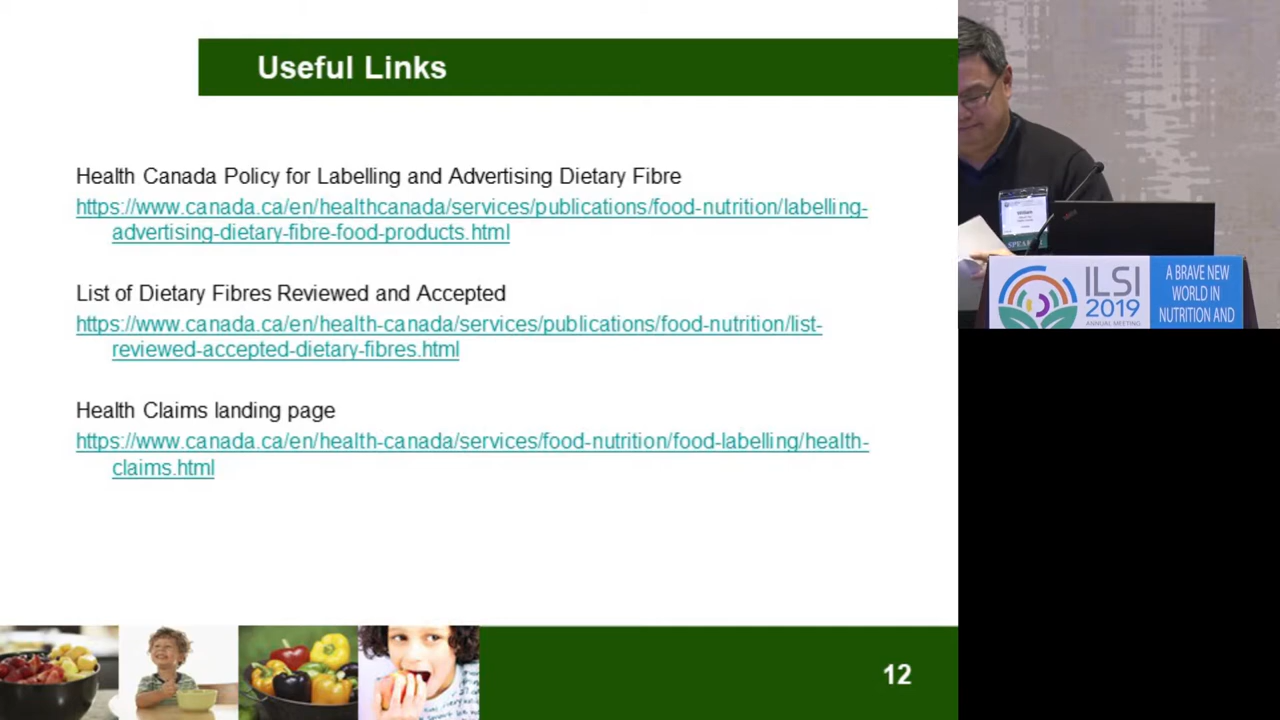 Useful Links
Health Canada Policy for Labelling and Advertising Dietary Fibre
https://www.canada.ca/en/healthcanada/services/publications/food-nutrition/labelling-
advertising-dietary-fibre-food-products.html
List of Dietary Fibres Reviewed and Accepted
https://www.canada.ca/en/health-canada/services/publications/food-nutrition/list-
reviewed-accepted-dietary-fibres.html
Health Claims landing page
https://www.canada.ca/en/health-canada/services/food-nutrition/food-labelling/health-
claims.html
12
William
SPEAKER
ILSI
2019
ANNUAL MEETING
A BRAVE NEW
WORLD IN
NUTRITION AND